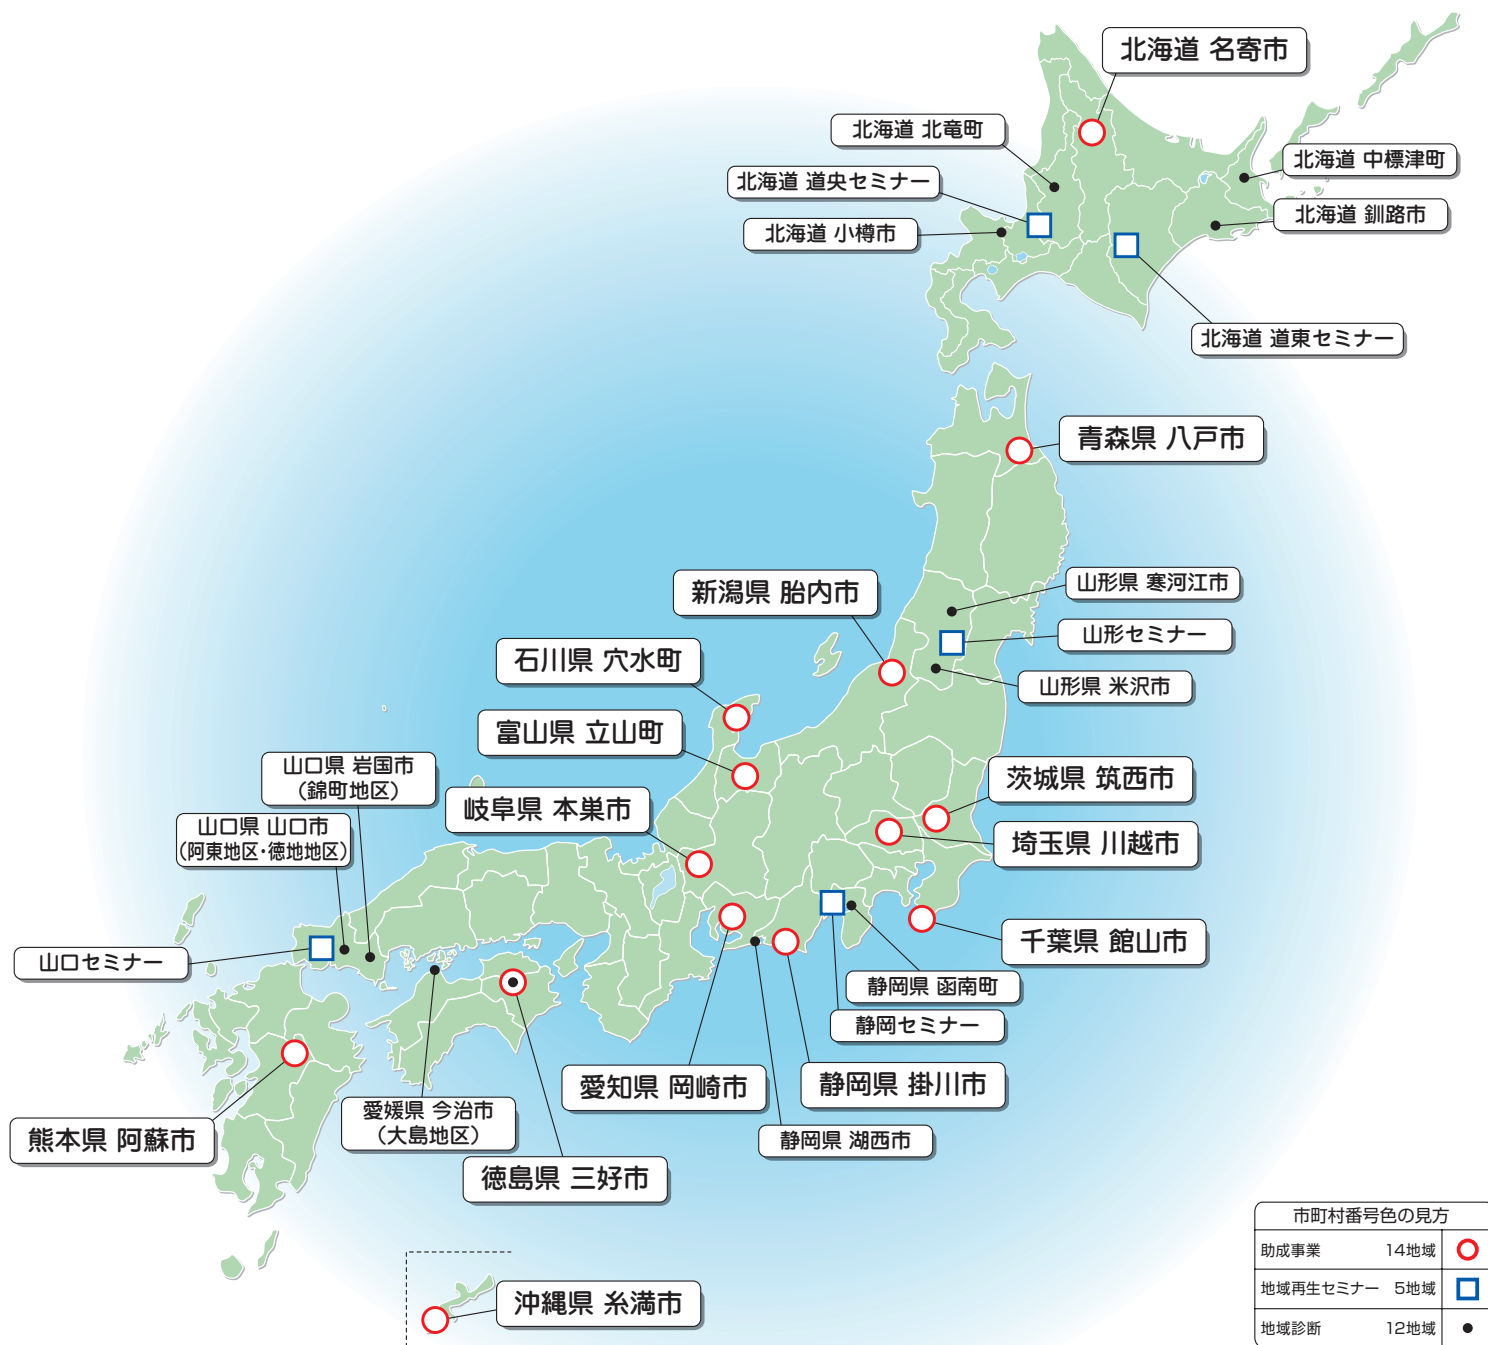 北海道 名寄市
北海道 北竜町
北海道 中標津町
北海道 道央セミナー
北海道 釧路市
北海道 小樽市
北海道 道東セミナー
青森県 八戸市
山形県 寒河江市
新潟県 胎内市
山形セミナー
石川県 穴水町
山形県 米沢市
富山県 立山町
山口県 岩国市
(錦町地区)
茨城県 筑西市
岐阜県 本巣市
山口県 山口市
(阿東地区・徳地地区)
埼玉県 川越市
千葉県 館山市
山口セミナー
静岡県 函南町
静岡セミナー
愛知県 岡崎市
静岡県 掛川市
愛媛県 今治市
(大島地区)
熊本県 阿蘇市
静岡県 湖西市
徳島県 三好市
沖縄県 糸満市
市町村番号色の見方
助成事業 14地域
地域再生セミナー 5地域
地域診断 12地域